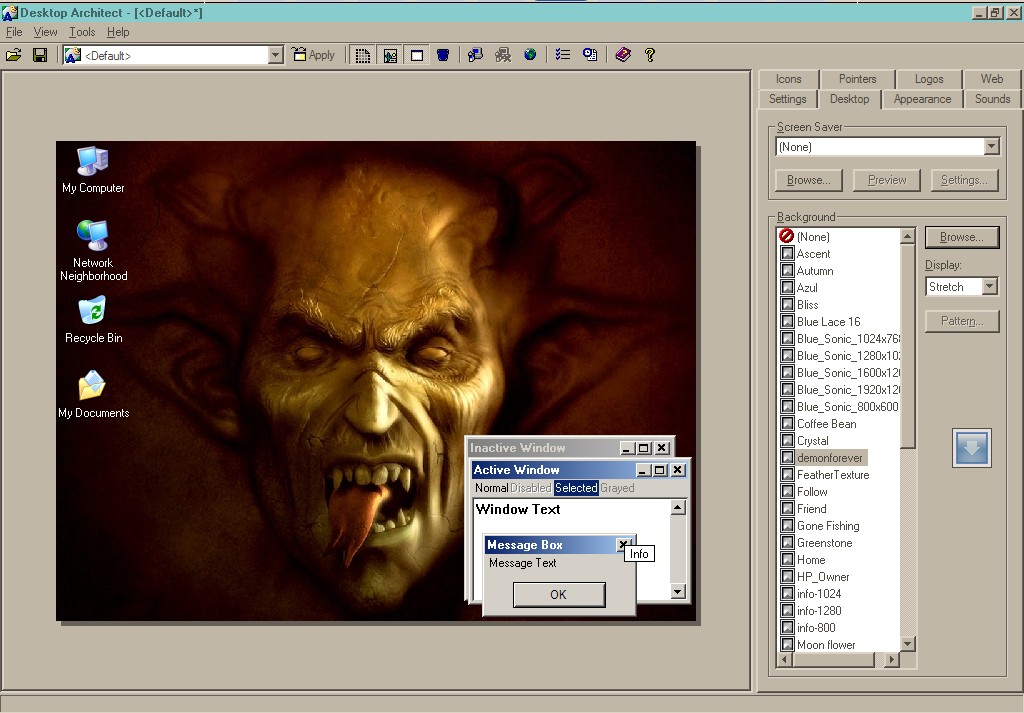 Desktop Architect - [<Default>*]
File View Tools Help
<Default>
Apply
Icons Pointers Logos Web
Settings Desktop Appearance Sounds
Screen Saver
(None)
Browse... Preview Settings...
Background
(None)
Ascent
Autumn
Azul
Bliss
Blue Lace 16
Blue_Sonic_1024x768
Blue_Sonic_1280x102
Blue_Sonic_1600x120
Blue_Sonic_1920x120
Blue_Sonic_800x600
Coffee Bean
Crystal
demonforever
FeatherTexture
Follow
Friend
Gone Fishing
Greenstone
Home
HP_Owner
info-1024
info-1280
info-800
Moon flower
Browse...
Display:
Stretch
Pattern...
My Computer
Network
Neighborhood
Recycle Bin
My Documents
Inactive Window
Active Window
Normal Disabled Selected Grayed
Window Text
Message Box
Info
Message Text
OK